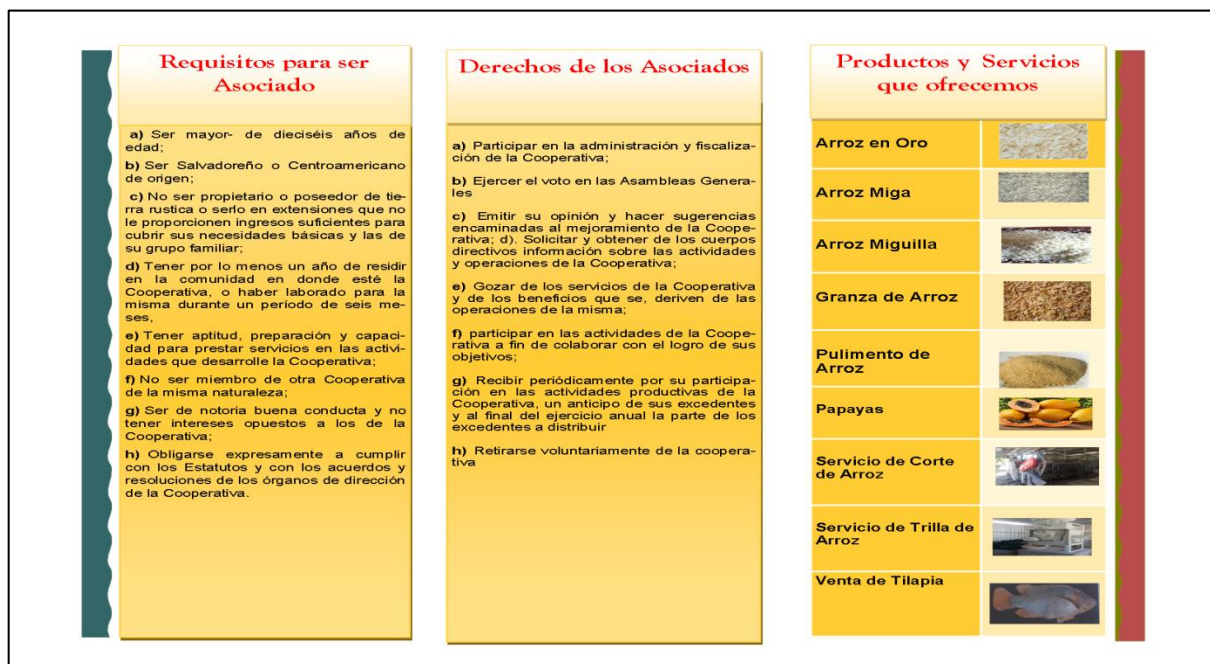 Requisitos para ser
Asociado
a) Ser mayor- de dieciséis años de
edad;
b) Ser Salvadoreño o Centroamericano
de origen;
c) No ser propietario o poseedor de tie-
rra rustica o serlo en extensiones que no
le proporcionen ingresos suficientes para
cubrir sus necesidades básicas y las de
su grupo familiar;
d) Tener por lo menos un año de residir
en la comunidad en donde esté la
Cooperativa, o haber laborado para la
misma durante un período de seis me-
ses,
e) Tener aptitud, preparación y capaci-
dad para prestar servicios en las activi-
dades que desarrolle la Cooperativa;
f) No ser miembro de otra Cooperativa
de la misma naturaleza;
g) Ser de notoria buena conducta y no
tener intereses opuestos a los de la
Cooperativa;
h) Obligarse expresamente a cumplir
con los Estatutos y con los acuerdos y
resoluciones de los órganos de dirección
de la Cooperativa.
Derechos de los Asociados
a) Participar en la administración y fiscaliza-
ción de la Cooperativa;
b) Ejercer el voto en las Asambleas Genera-
les
c) Emitir su opinión y hacer sugerencias
encaminadas al mejoramiento de la Coope-
rativa; d). Solicitar y obtener de los cuerpos
directivos información sobre las actividades
y operaciones de la Cooperativa;
e) Gozar de los servicios de la Cooperativa
y de los beneficios que se, deriven de las
operaciones de la misma;
f) participar en las actividades de la Coope-
rativa a fin de colaborar con el logro de sus
objetivos;
g) Recibir periódicamente por su participa-
ción en las actividades productivas de la
Cooperativa, un anticipo de sus excedentes
y al final del ejercicio anual la parte de los
excedentes a distribuir
h) Retirarse voluntariamente de la coopera-
tiva
Productos y Servicios
que ofrecemos
Arroz en Oro
Arroz Miga
Arroz Miguilla
Granza de Arroz
Pulimento de
Arroz
Papayas
Servicio de Corte
de Arroz
Servicio de Trilla de
Arroz
Venta de Tilapia